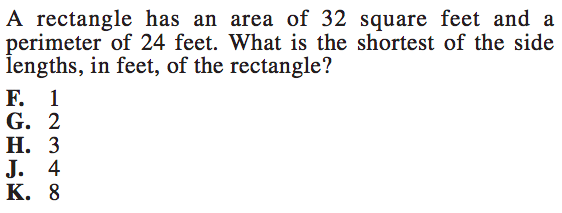 A rectangle has an area of 32 square feet and a
perimeter of 24 feet. What is the shortest of the side
lengths, in feet, of the rectangle?
F. 1
G. 2
H. 3
J. 4
K. 8